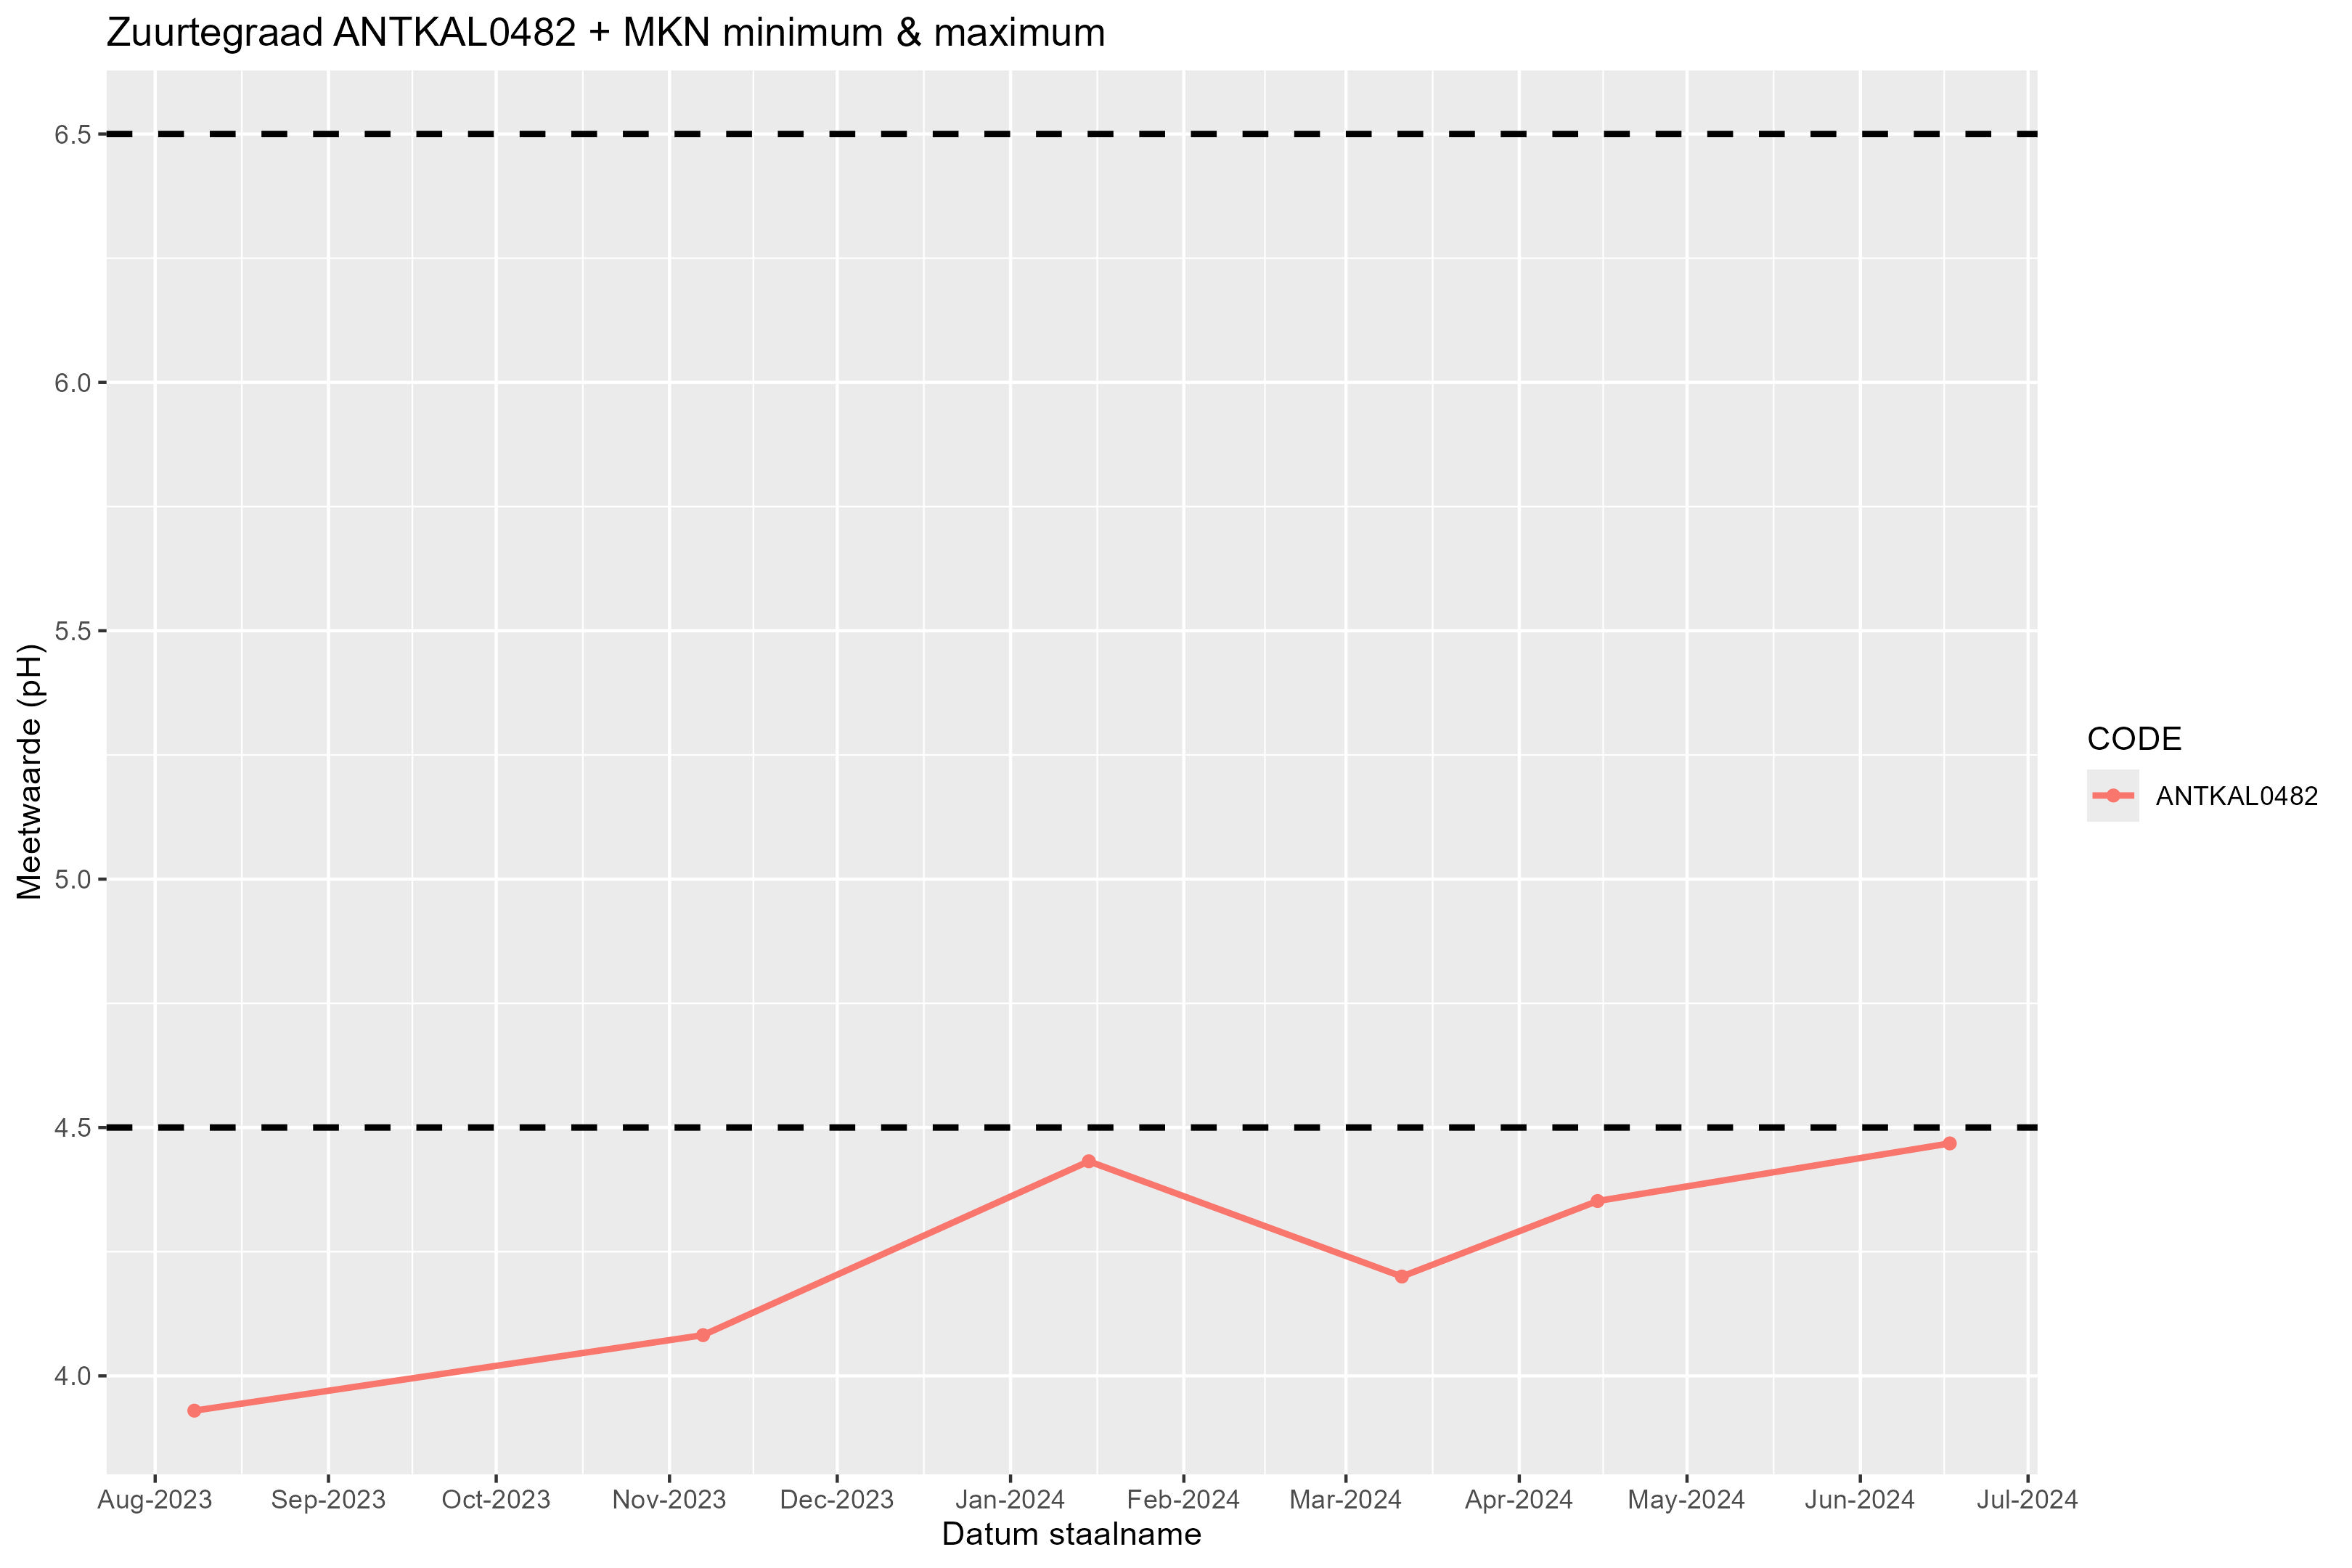 Zuurtegraad ANTKAL0482 + MKN minimum & maximum
6.5
6.0
5.5
5.0
4.5
4.0
Meetwaarde (pH)
Aug-2023 Sep-2023 Oct-2023 Nov-2023 Dec-2023 Jan-2024 Feb-2024 Mar-2024 Apr-2024 May-2024 Jun-2024 Jul-2024
Datum staalname
CODE
ANTKAL0482